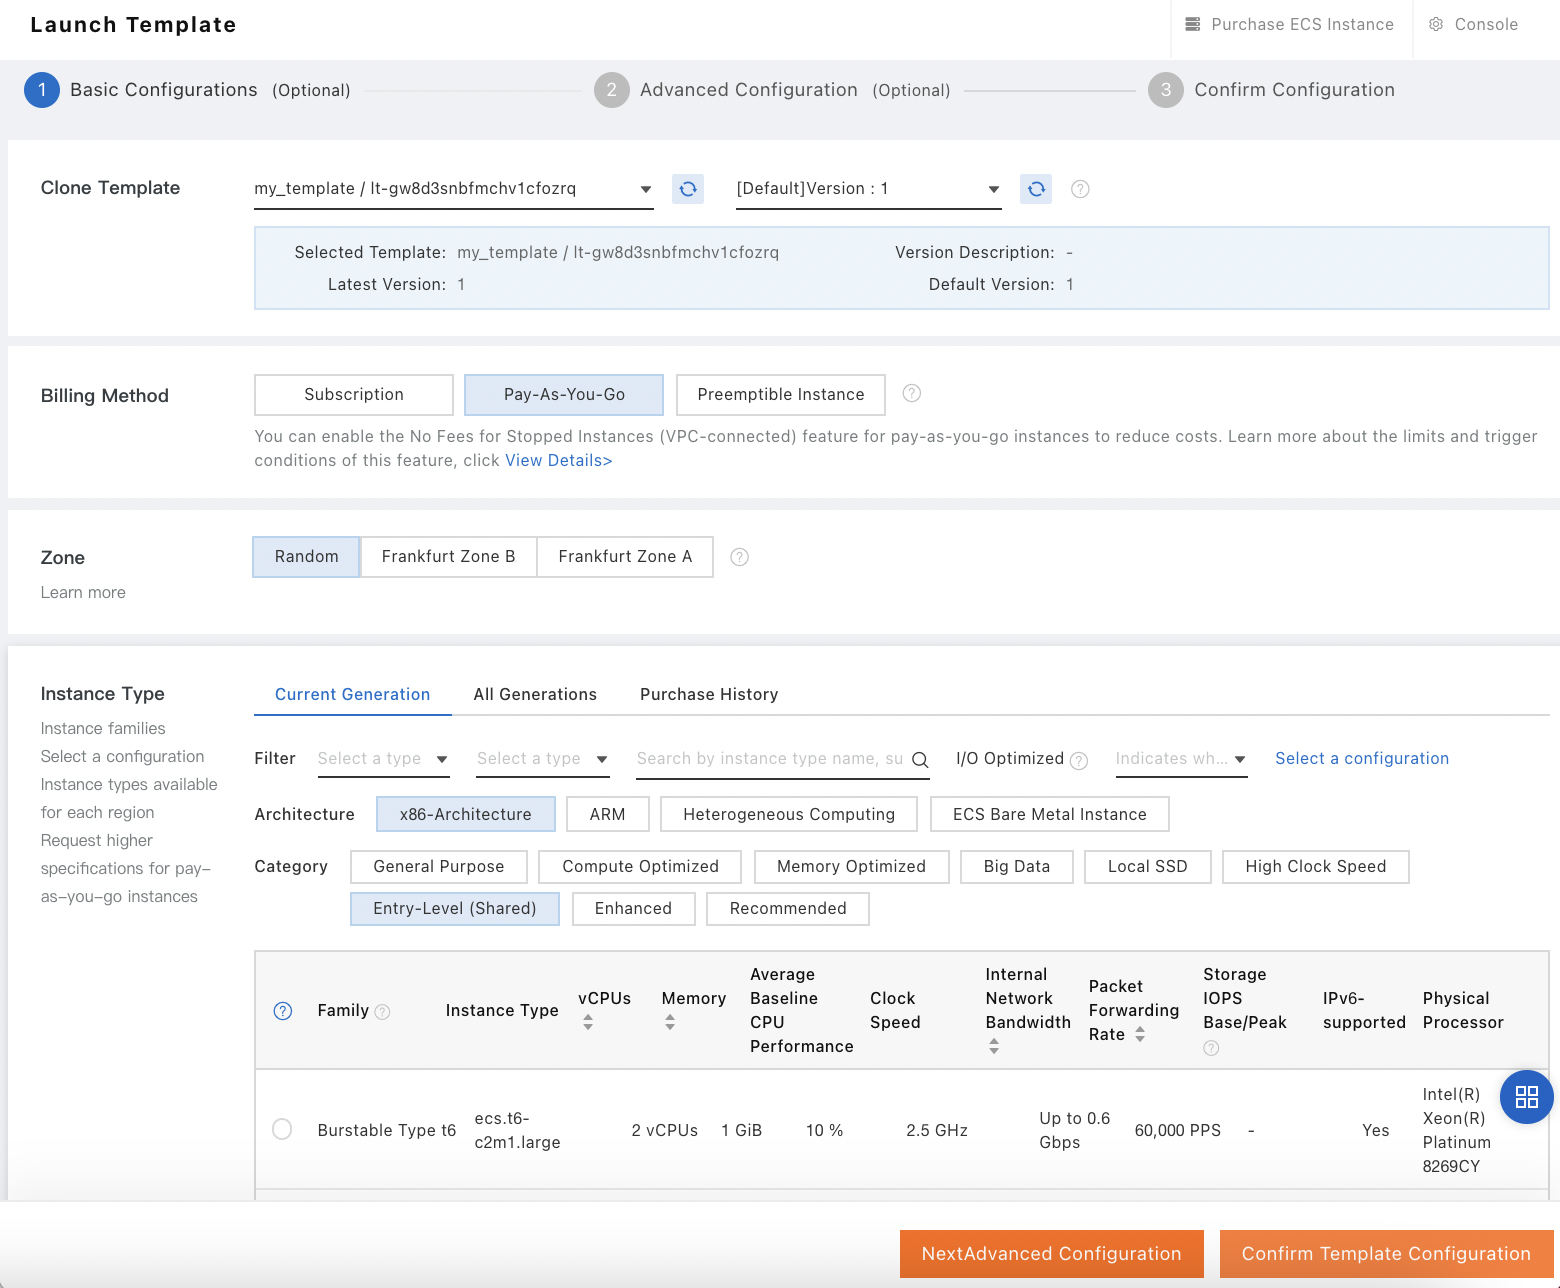 Launch Template
Purchase ECS Instance
Console
1 Basic Configurations (Optional)
2 Advanced Configuration (Optional)
3 Confirm Configuration
Clone Template
my_template / lt-gw8d3snbfmchv1cfozrq
[Default]Version : 1
?
Selected Template: my_template / lt-gw8d3snbfmchv1cfozrq
Version Description: -
Latest Version: 1
Default Version: 1
Billing Method
Subscription
Pay-As-You-Go
Preemptible Instance
?
You can enable the No Fees for Stopped Instances (VPC-connected) feature for pay-as-you-go instances to reduce costs. Learn more about the limits and trigger
conditions of this feature, click View Details>
Zone
Learn more
Random
Frankfurt Zone B
Frankfurt Zone A
?
Instance Type
Instance families
Select a configuration
Instance types available
for each region
Request higher
specifications for pay-
as-you-go instances
Current Generation
All Generations
Purchase History
Filter
Select a type
Select a type
Search by instance type name, su
I/O Optimized ?
Indicates wh...
Select a configuration
Architecture
x86-Architecture
ARM
Heterogeneous Computing
ECS Bare Metal Instance
Category
General Purpose
Compute Optimized
Memory Optimized
Big Data
Local SSD
High Clock Speed
Entry-Level (Shared)
Enhanced
Recommended
?
Family ?
Instance Type
vCPUs
Memory
Average
Baseline
CPU
Performance
Clock
Speed
Internal
Network
Bandwidth
Packet
Forwarding
Rate
Storage
IOPS
Base/Peak
?
IPv6-
supported
Physical
Processor
Burstable Type t6
ecs.t6-
c2m1.large
2 vCPUs
1 GiB
10 %
2.5 GHz
Up to 0.6
Gbps
60,000 PPS
-
Yes
Intel(R)
Xeon(R)
Platinum
8269CY
NextAdvanced Configuration
Confirm Template Configuration